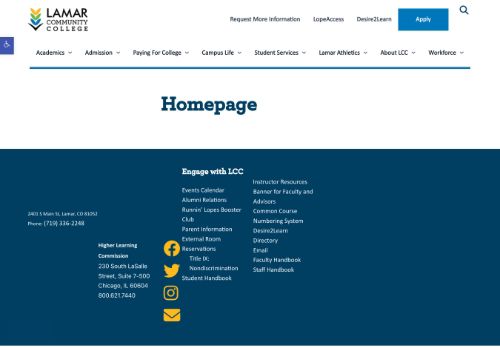 LAMAR
COMMUNITY
COLLEGE
Request More Information LopeAccess Desire2Learn Apply
Academics Admission Paying For College Campus Life Student Services Lamar Athletics About LCC Workforce
Homepage
2401 S Main St, Lamar, CO 81052
Phone: (719) 336-2248
Higher Learning
Commission
230 South LaSalle
Street, Suite 7-500
Chicago, IL 60604
800.621.7440
Engage with LCC
Events Calendar
Alumni Relations
Runnin' Lopes Booster
Club
Parent Information
External Room
Reservations
Title IX:
Nondiscrimination
Student Handbook
Instructor Resources
Banner for Faculty and
Advisors
Common Course
Numbering System
Desire2Learn
Directory
Email
Faculty Handbook
Staff Handbook